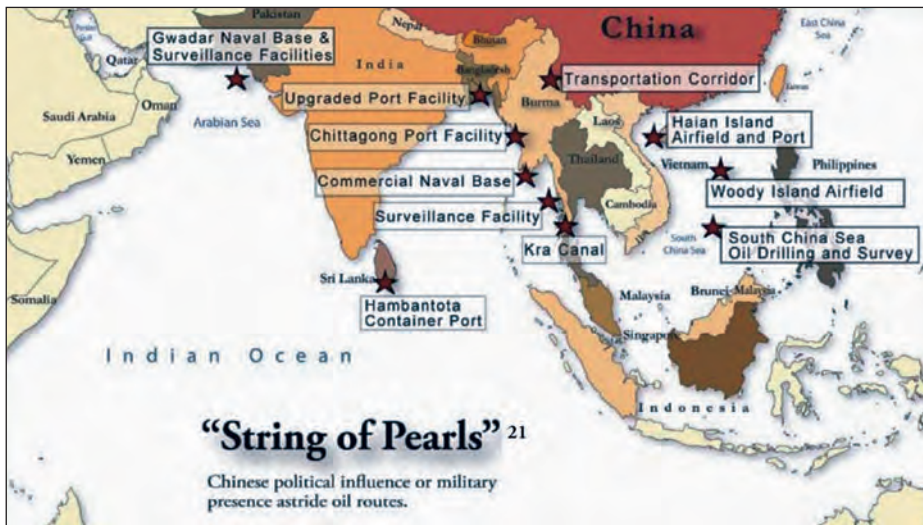 Pakistan
Nepal
Bhutan
China
East China
Sea
Gwadar Naval Base &
Surveillance Facilities
Qatar
India
Bangladesh
Transportation Corridor
Taiwan
Upgraded Port Facility
Burma
Oman
Saudi Arabia
Arabian Sea
Laos
Haian Island
Airfield and Port
Chittagong Port Facility
Yemen
Thailand
Vietnam
Philippines
Commercial Naval Base
Woody Island Airfield
Cambodia
Surveillance Facility
South
China Sea
South China Sea
Oil Drilling and Survey
Kra Canal
Somalia
Sri Lanka
Hambantota
Container Port
Malaysia
Brunei
Malaysia
Singapore
Indian Ocean
Indonesia
“String of Pearls” 21
Chinese political influence or military
presence astride oil routes.